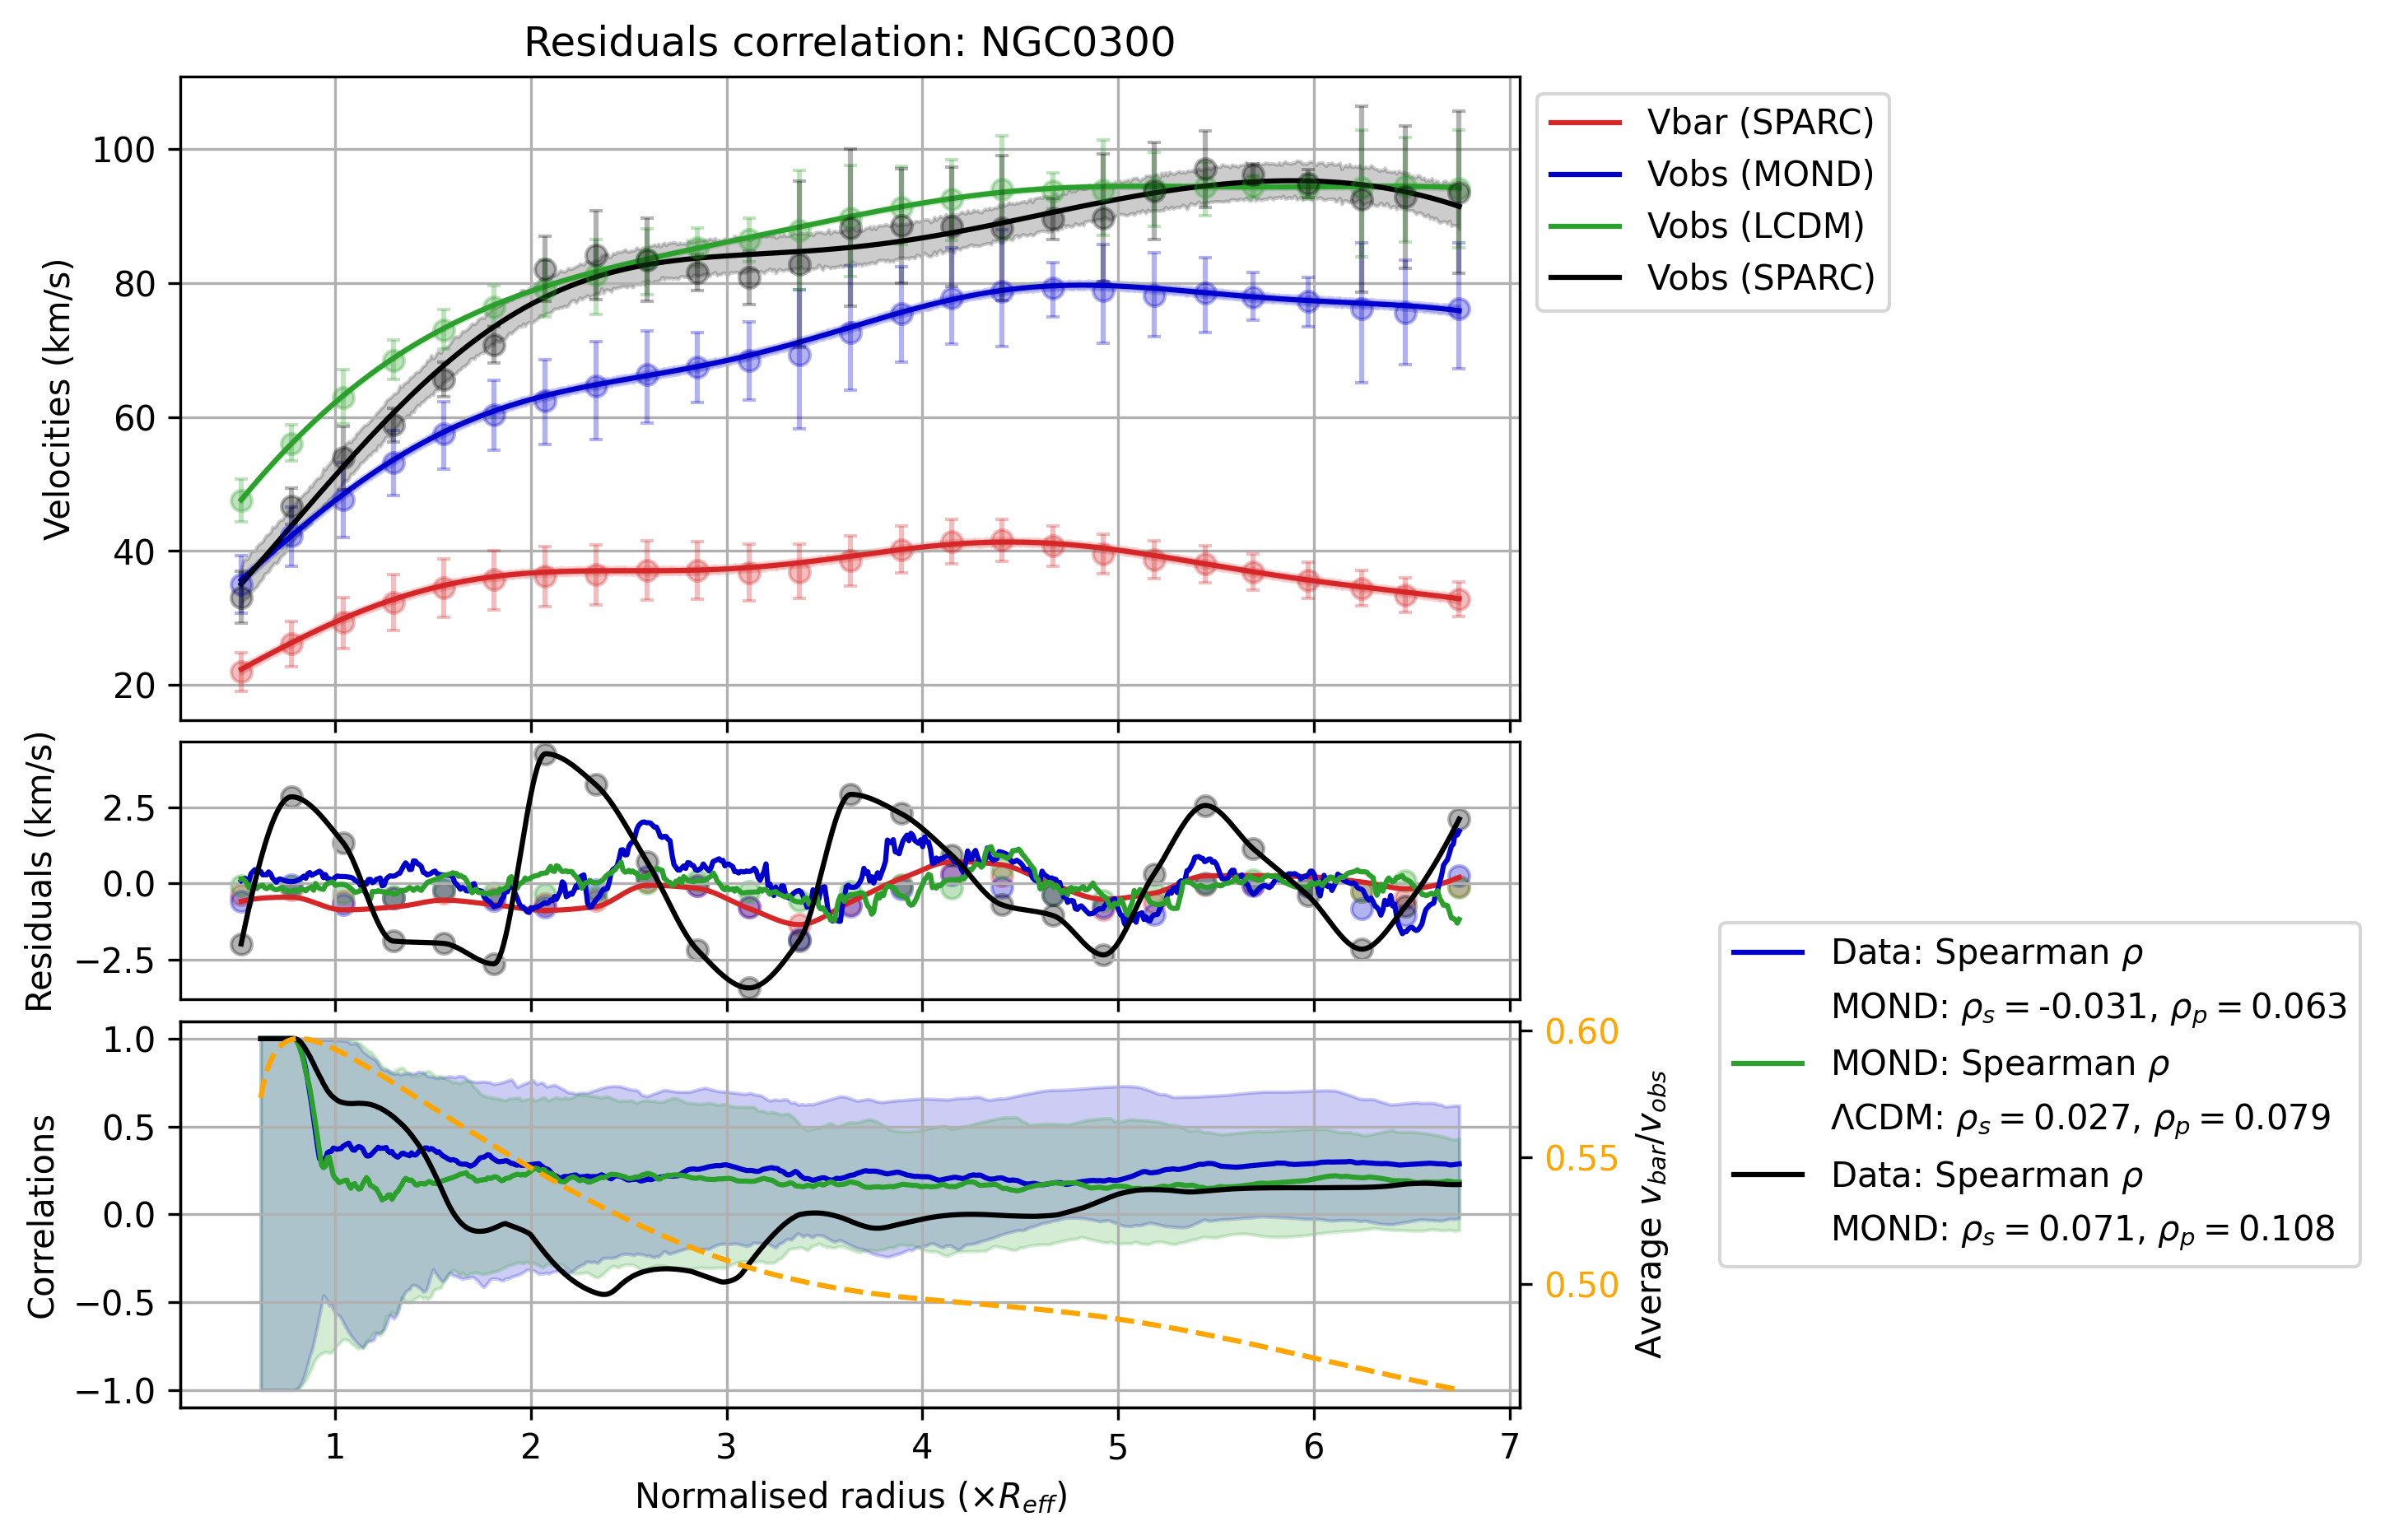 Residuals correlation: NGC0300
Velocities (km/s)
100
80
60
40
20
Vbar (SPARC)
Vobs (MOND)
Vobs (LCDM)
Vobs (SPARC)
Residuals (km/s)
2.5
0.0
−2.5
Correlations
1.0
0.5
0.0
−0.5
−1.0
0.60
0.55
0.50
Average v_bar/v_obs
Data: Spearman ρ
MOND: ρ_s = -0.031, ρ_p = 0.063
MOND: Spearman ρ
ΛCDM: ρ_s = 0.027, ρ_p = 0.079
Data: Spearman ρ
MOND: ρ_s = 0.071, ρ_p = 0.108
1 2 3 4 5 6 7
Normalised radius (×R_eff)